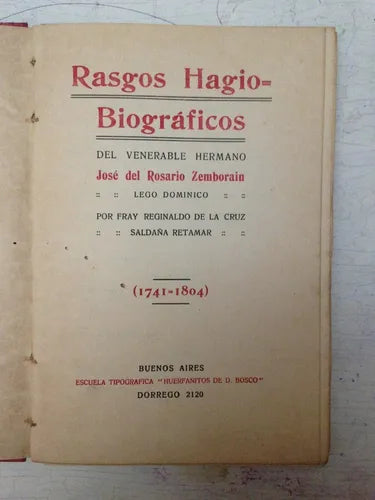 Rasgos Hagio=
Biográficos
DEL VENERABLE HERMANO
José del Rosario Zemborain
:: :: LEGO DOMINICO :: ::
POR FRAY REGINALDO DE LA CRUZ
:: :: SALDAÑA RETAMAR :: ::
(1741=1804)
BUENOS AIRES
ESCUELA TIPOGRAFICA "HUERFANITOS DE D. BOSCO"
DORREGO 2120